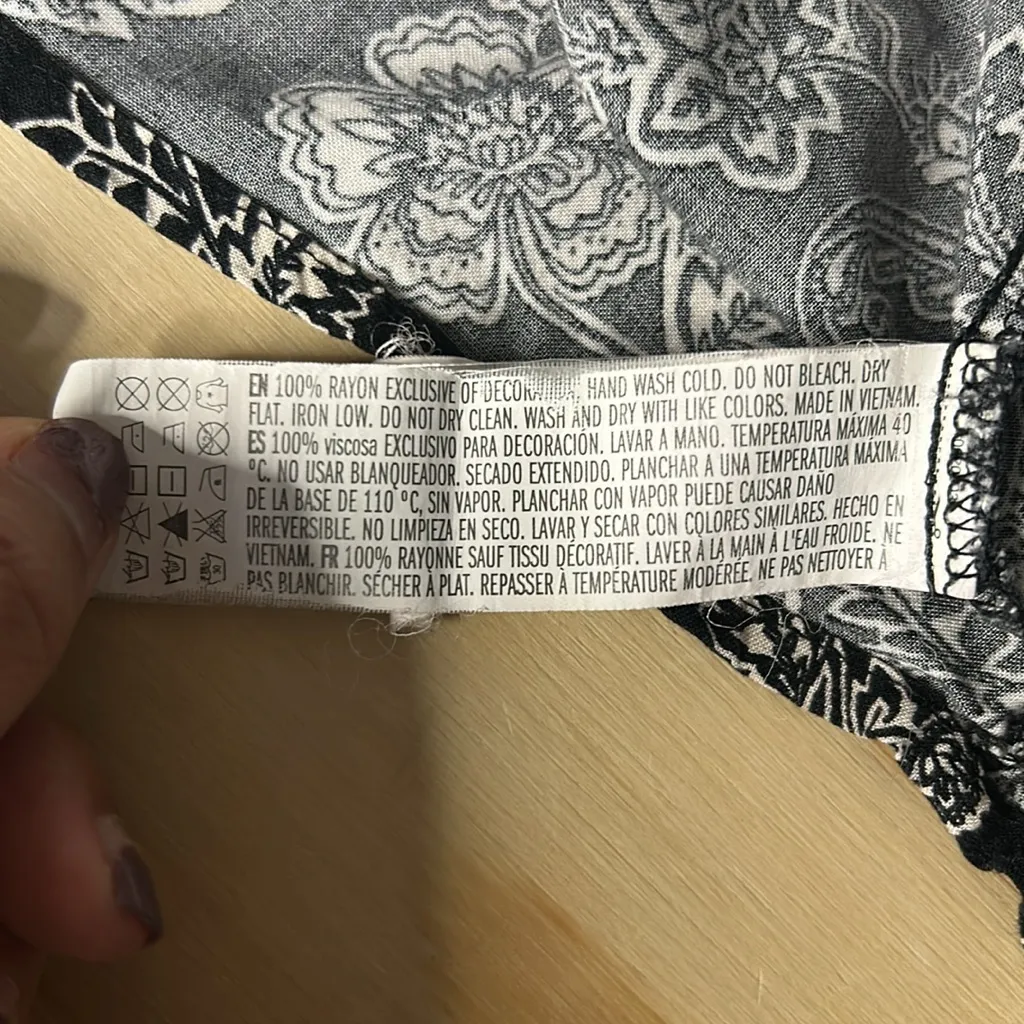 EN 100% RAYON EXCLUSIVE OF DECORATION. HAND WASH COLD. DO NOT BLEACH. DRY
FLAT. IRON LOW. DO NOT DRY CLEAN. WASH AND DRY WITH LIKE COLORS. MADE IN VIETNAM.
ES 100% viscosa EXCLUSIVO PARA DECORACIÓN. LAVAR A MANO. TEMPERATURA MÁXIMA 40
ºC. NO USAR BLANQUEADOR. SECADO EXTENDIDO. PLANCHAR A UNA TEMPERATURA MÁXIMA
DE LA BASE DE 110 ºC, SIN VAPOR. PLANCHAR CON VAPOR PUEDE CAUSAR DAÑO
IRREVERSIBLE. NO LIMPIEZA EN SECO. LAVAR Y SECAR CON COLORES SIMILARES. HECHO EN
VIETNAM. FR 100% RAYONNE SAUF TISSU DÉCORATIF. LAVER À LA MAIN À L'EAU FROIDE. NE
PAS BLANCHIR. SÉCHER À PLAT. REPASSER À TEMPÉRATURE MODÉRÉE. NE PAS NETTOYER À